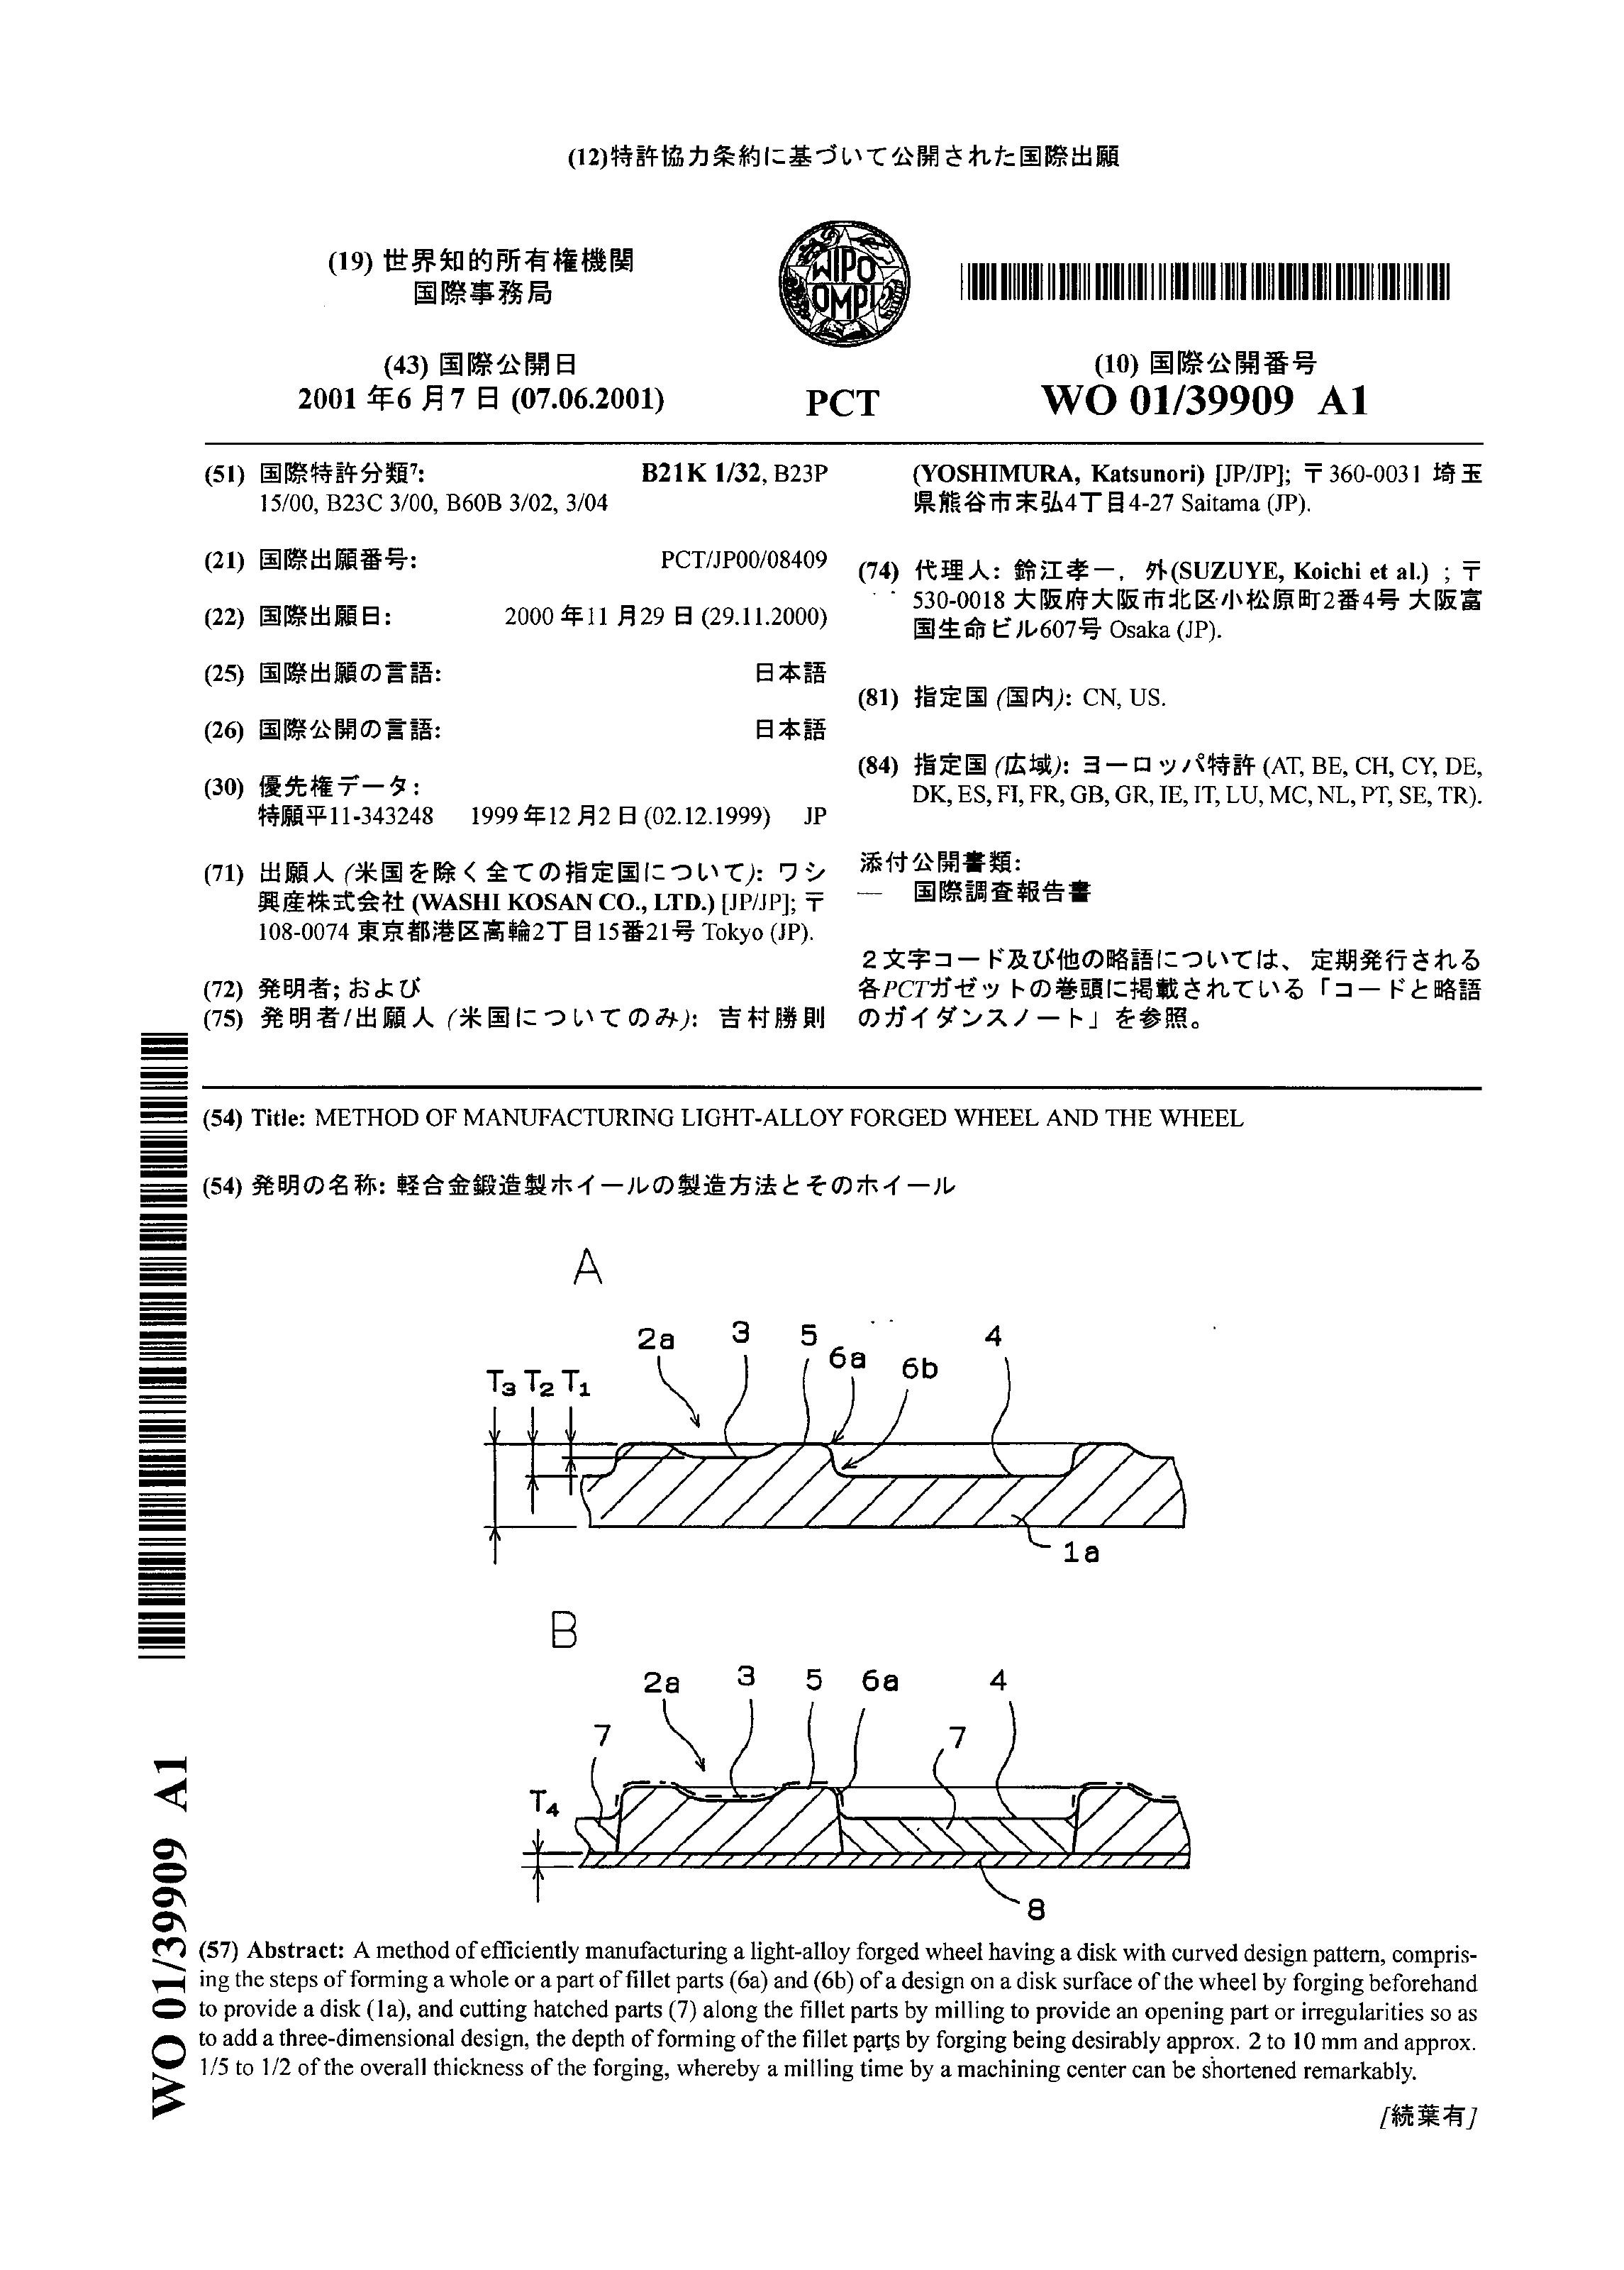 (12)特許協力条約に基づいて公開された国際出願
(19) 世界知的所有権機関
国際事務局
WIPO
OMPI
(43) 国際公開日
2001 年6 月7 日 (07.06.2001)
PCT
(10) 国際公開番号
WO 01/39909 A1
(51) 国際特許分類7: B21K 1/32, B23P
15/00, B23C 3/00, B60B 3/02, 3/04
(21) 国際出願番号: PCT/JP00/08409
(22) 国際出願日: 2000 年11 月29 日 (29.11.2000)
(25) 国際出願の言語: 日本語
(26) 国際公開の言語: 日本語
(30) 優先権データ:
特願平11-343248 1999年12月2日 (02.12.1999) JP
(71) 出願人 (米国を除く全ての指定国について): ワシ
興産株式会社 (WASHI KOSAN CO., LTD.) [JP/JP]; 〒
108-0074 東京都港区高輪2丁目15番21号 Tokyo (JP).
(72) 発明者; および
(75) 発明者/出願人 (米国についてのみ): 吉村勝則
(YOSHIMURA, Katsunori) [JP/JP]; 〒360-0031 埼玉
県熊谷市末弘4丁目4-27 Saitama (JP).
(74) 代理人: 鈴江孝一, 外(SUZUYE, Koichi et al.) ; 〒
530-0018 大阪府大阪市北区小松原町2番4号 大阪富
国生命ビル607号 Osaka (JP).
(81) 指定国 (国内): CN, US.
(84) 指定国 (広域): ヨーロッパ特許 (AT, BE, CH, CY, DE,
DK, ES, FI, FR, GB, GR, IE, IT, LU, MC, NL, PT, SE, TR).
添付公開書類:
— 国際調査報告書
2文字コード及び他の略語については、定期発行される
各PCTガゼットの巻頭に掲載されている「コードと略語
のガイダンスノート」を参照。
(54) Title: METHOD OF MANUFACTURING LIGHT-ALLOY FORGED WHEEL AND THE WHEEL
(54) 発明の名称: 軽合金鍛造製ホイールの製造方法とそのホイール
A
2a 3 5 6a 6b 4
T3 T2 T1
1a
B
2a 3 5 6a 4
7 7
T4
8
(57) Abstract: A method of efficiently manufacturing a light-alloy forged wheel having a disk with curved design pattern, compris-
ing the steps of forming a whole or a part of fillet parts (6a) and (6b) of a design on a disk surface of the wheel by forging beforehand
to provide a disk (1a), and cutting hatched parts (7) along the fillet parts by milling to provide an opening part or irregularities so as
to add a three-dimensional design, the depth of forming of the fillet parts by forging being desirably approx. 2 to 10 mm and approx.
1/5 to 1/2 of the overall thickness of the forging, whereby a milling time by a machining center can be shortened remarkably.
[続葉有]
WO 01/39909 A1